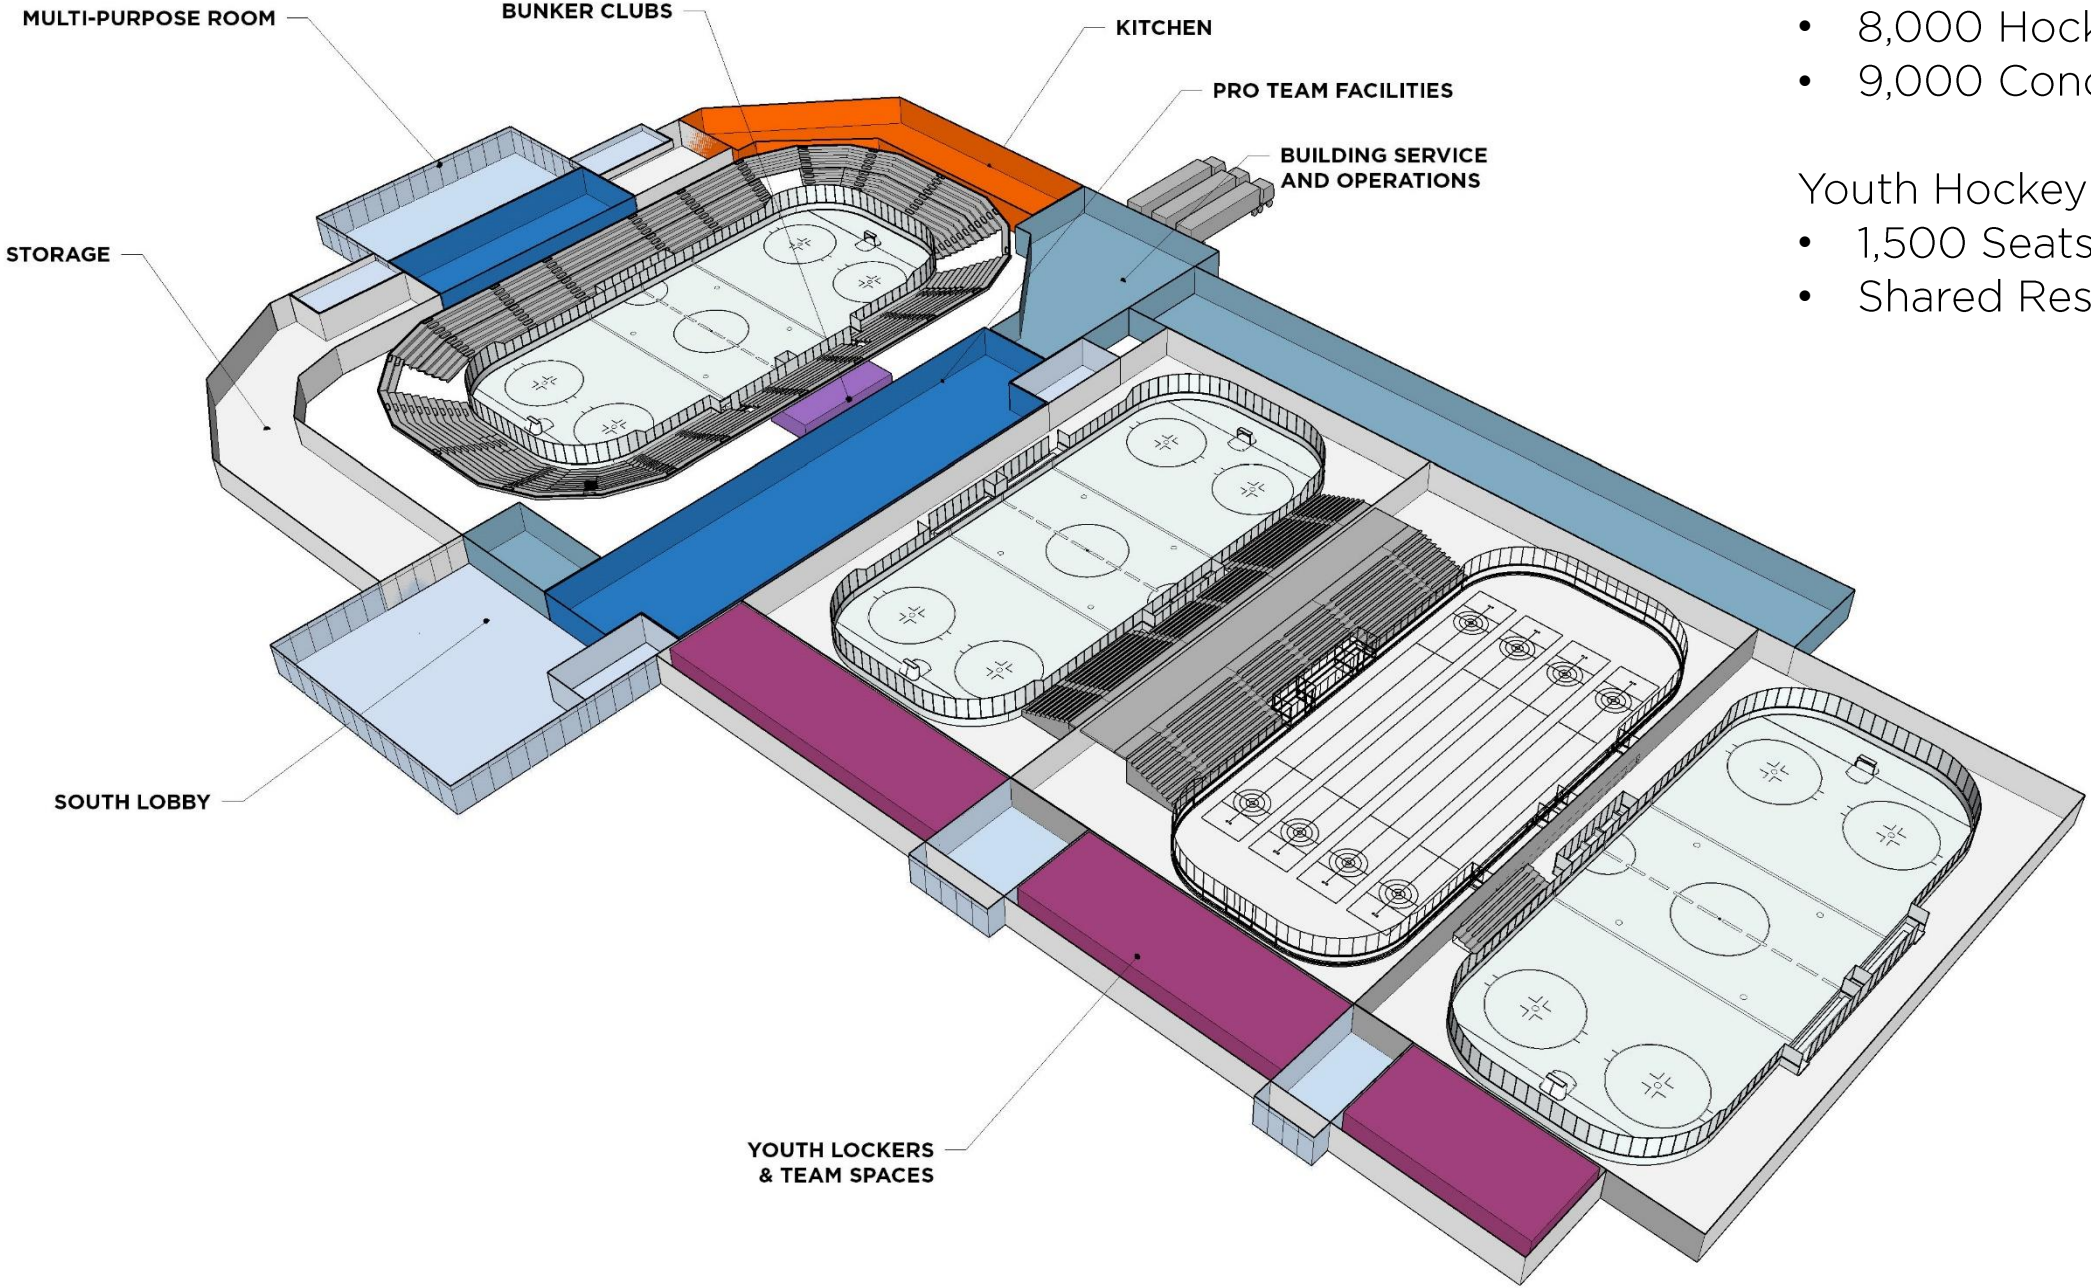 MULTI-PURPOSE ROOM
BUNKER CLUBS
KITCHEN
PRO TEAM FACILITIES
BUILDING SERVICE
AND OPERATIONS
STORAGE
SOUTH LOBBY
YOUTH LOCKERS
& TEAM SPACES
• 8,000
• 9,000
Youth Hockey
• 1,500 Seats
• Shared